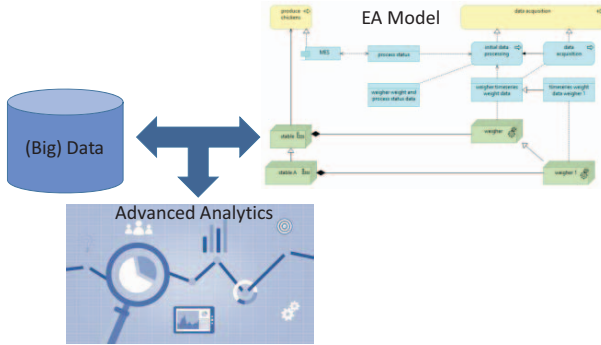 EA Model
produce
chickens
data acquisition
MBS
process status
initial data
processing
data
acquisition
weigher weight and
process status data
weigher timeseries
weight data
timeseries weight
data weigher 1
(Big) Data
stable
weigher
stable A
weigher 1
Advanced Analytics